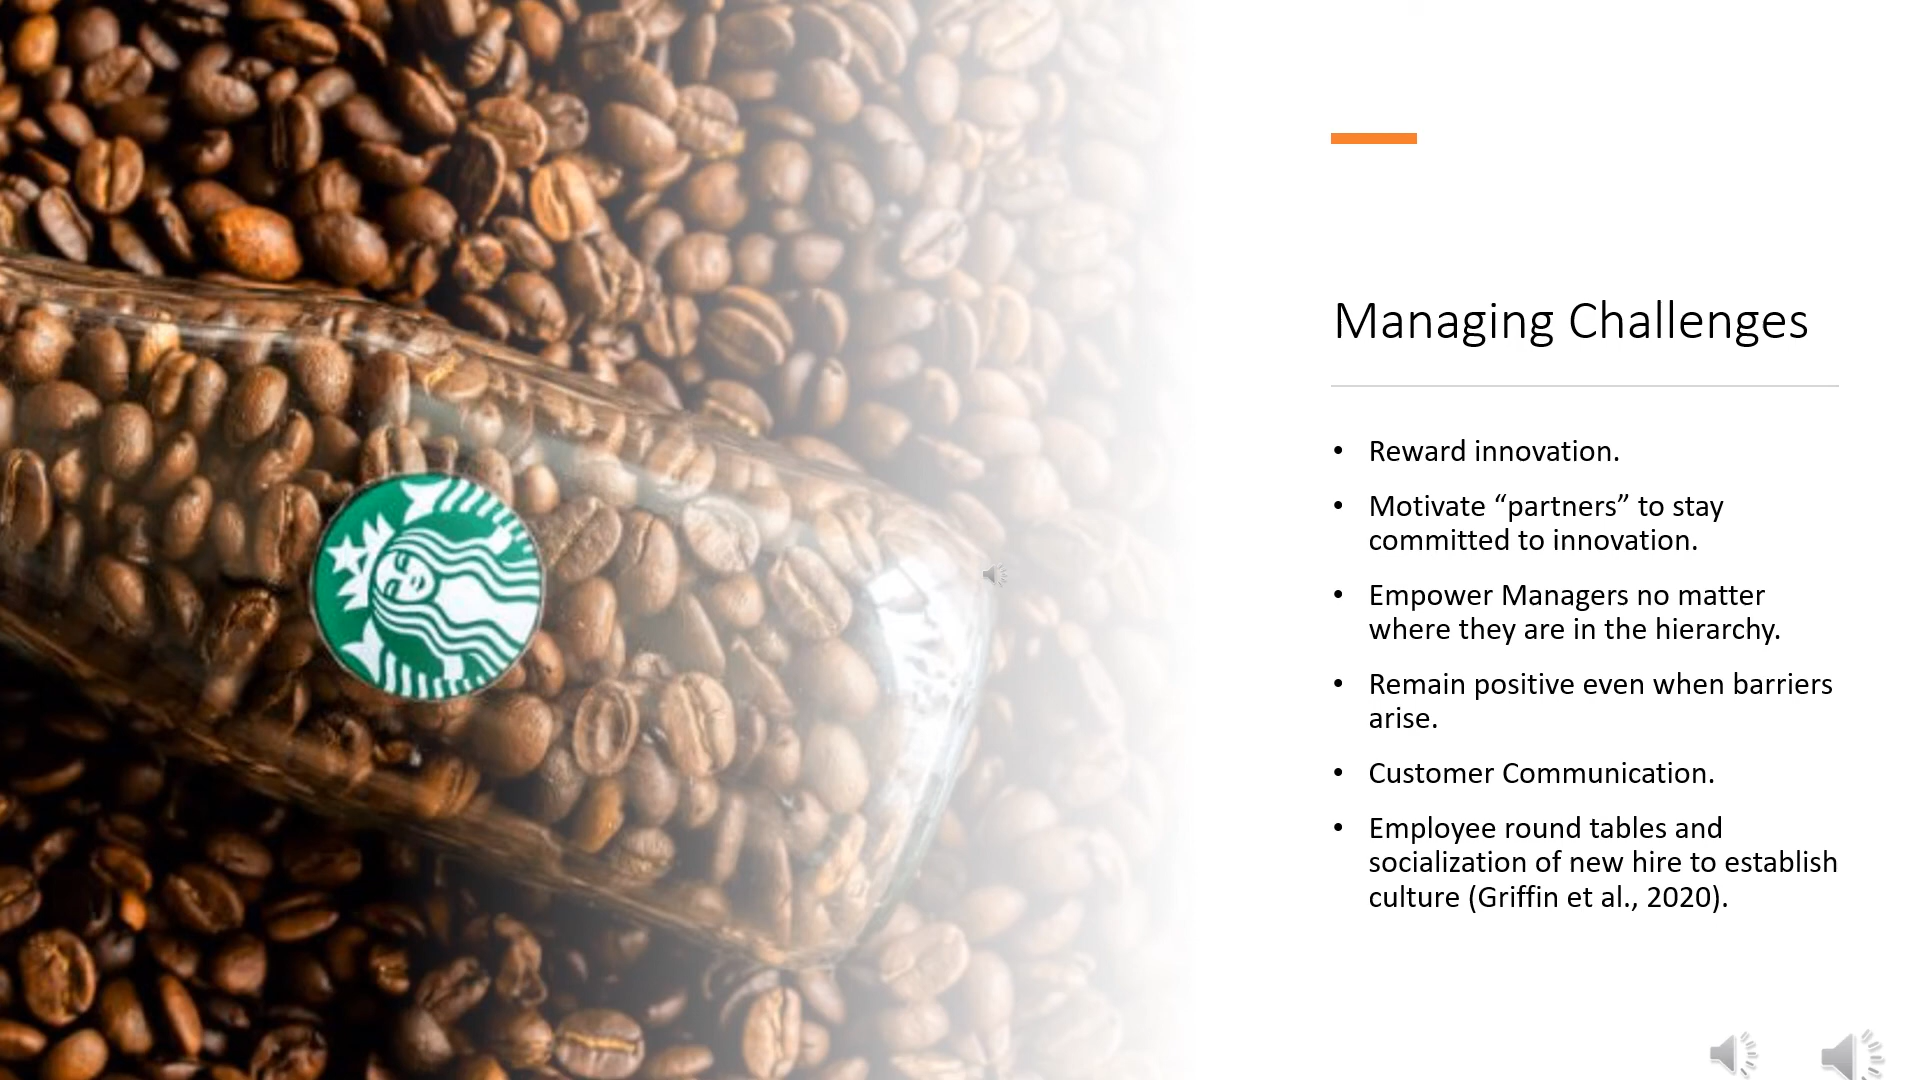 Managing Challenges
• Reward innovation.
• Motivate “partners” to stay
committed to innovation.
• Empower Managers no matter
where they are in the hierarchy.
• Remain positive even when barriers
arise.
• Customer Communication.
• Employee round tables and
socialization of new hire to establish
culture (Griffin et al., 2020).